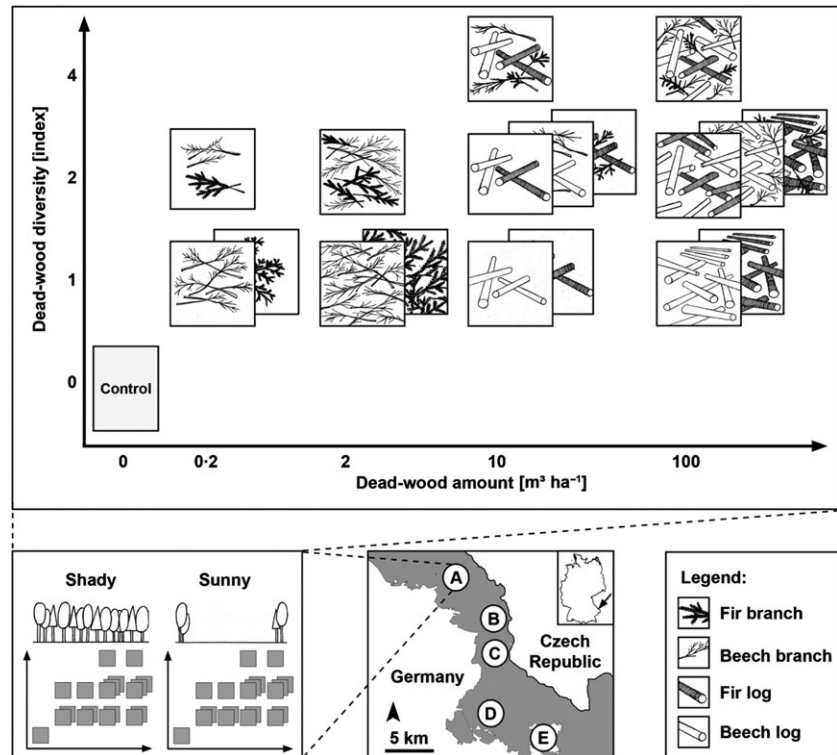 Dead-wood diversity [index]
4
2
1
0
Control
0 0·2 2 10 100
Dead-wood amount [m³ ha⁻¹]
Shady Sunny
A
B
C
D
E
Czech
Republic
Germany
5 km
Legend:
Fir branch
Beech branch
Fir log
Beech log